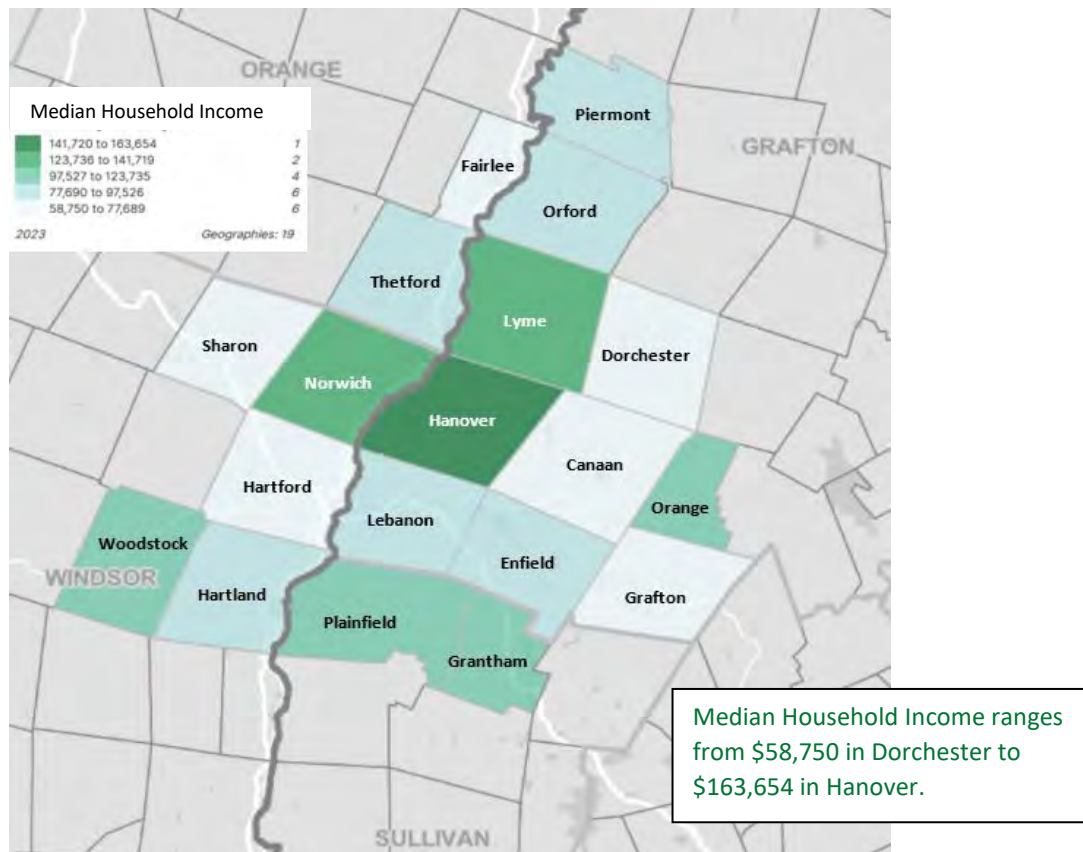 ORANGE
Median Household Income
141,720 to 163,654 1
123,736 to 141,719 2
97,527 to 123,735 4
77,690 to 97,526 6
58,750 to 77,689 6
2023 Geographies: 19
Piermont
GRAFTON
Fairlee
Orford
Thetford
Lyme
Sharon
Dorchester
Norwich
Hanover
Canaan
Hartford
Orange
Lebanon
Woodstock
Enfield
WINDSOR
Hartland
Grafton
Plainfield
Grantham
Median Household Income ranges
from $58,750 in Dorchester to
$163,654 in Hanover.
SULLIVAN